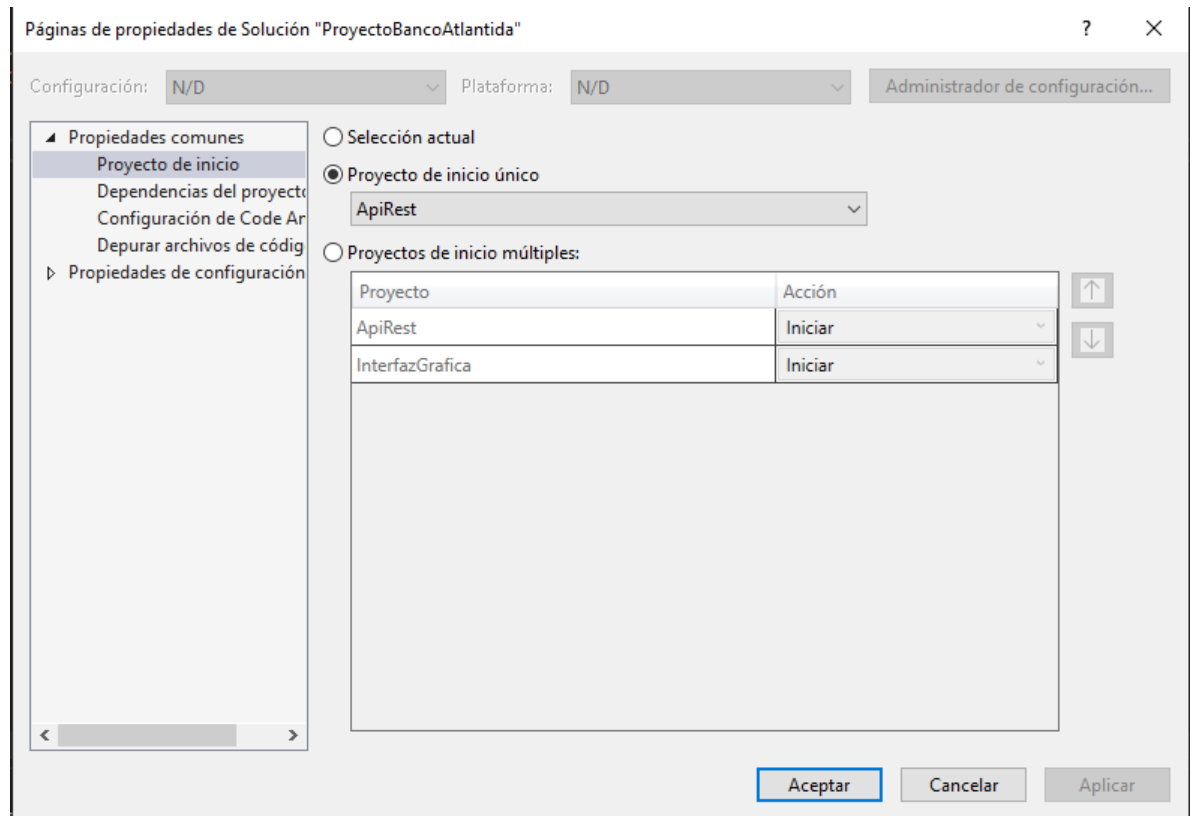 Páginas de propiedades de Solución "ProyectoBancoAtlantida"
?
Configuración: N/D Plataforma: N/D Administrador de configuración...
Propiedades comunes
Proyecto de inicio
Dependencias del proyecto
Configuración de Code An
Depurar archivos de códig
Propiedades de configuración
Selección actual
Proyecto de inicio único
ApiRest
Proyectos de inicio múltiples:
Proyecto Acción
ApiRest Iniciar
InterfazGrafica Iniciar
Aceptar Cancelar Aplicar